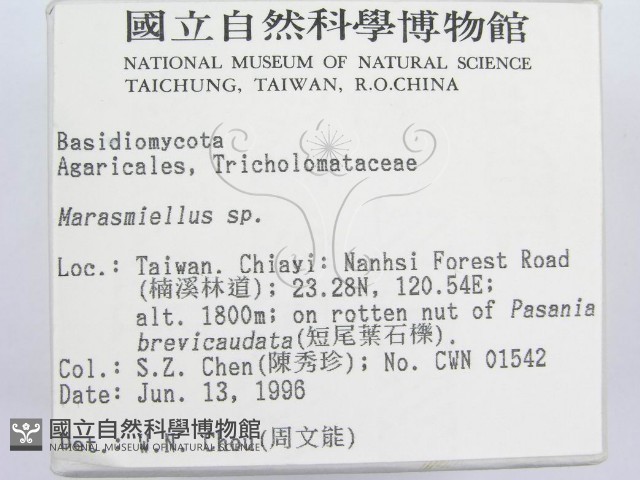 國立自然科學博物館
NATIONAL MUSEUM OF NATURAL SCIENCE
TAICHUNG, TAIWAN, R.O.CHINA
Basidiomycota
Agaricales, Tricholomataceae
Marasmiellus sp.
Loc.: Taiwan. Chiayi: Nanhsi Forest Road
(楠溪林道); 23.28N, 120.54E;
alt. 1800m; on rotten nut of Pasania
brevicaudata(短尾葉石櫟).
Col.: S.Z. Chen(陳秀珍); No. CWN 01542
Date: Jun. 13, 1996
國立自然科學博物館
NATIONAL MUSEUM OF NATURAL SCIENCE
Det.: W.N. Chou(周文能)